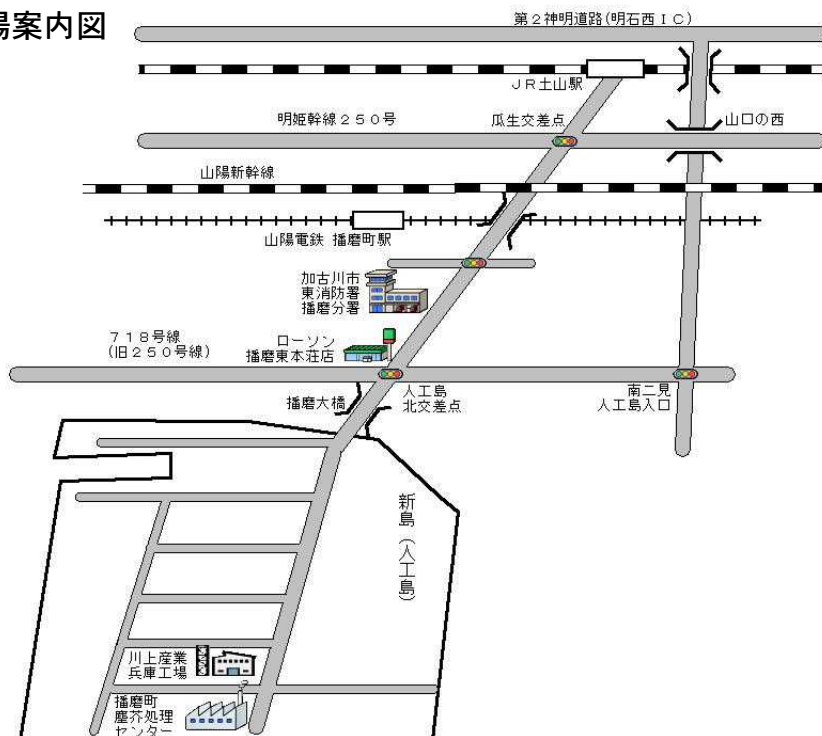 場案内図
第２神明道路(明石西ＩＣ)
ＪＲ土山駅
明姫幹線２５０号
瓜生交差点
山口の西
山陽新幹線
山陽電鉄 播磨町駅
加古川市
東消防署
播磨分署
７１８号線
(旧２５０号線)
ローソン
播磨東本荘店
播磨大橋
人工島
北交差点
南二見
人工島入口
新島（人工島）
川上産業
兵庫工場
播磨町
塵芥処理
センター